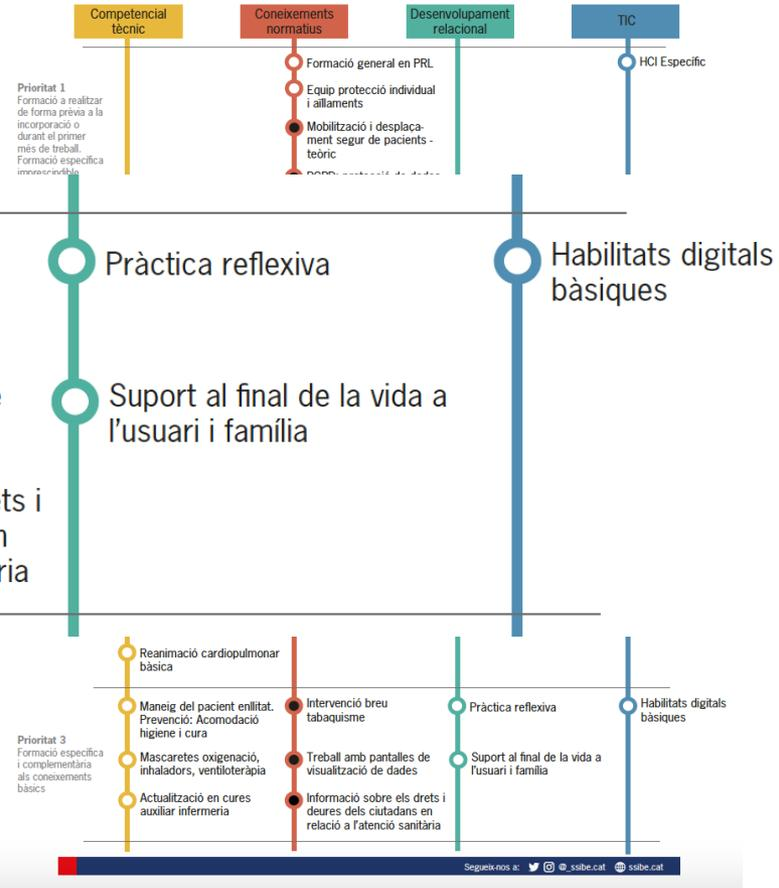 Competencial
tècnic
Coneixements
normatius
Desenvolupament
relacional
TIC
Prioritat 1
Formació a realitzar
de forma prèvia a la
incorporació o
durant el primer
més de treball.
Formació específica
imprescindible
Formació general en PRL
Equip protecció individual
i aïllaments
Mobilització i desplaça-
ment segur de pacients -
teòric
HCI Específic
Pràctica reflexiva
Habilitats digitals
bàsiques
Suport al final de la vida a
l'usuari i família
ets i
ria
Reanimació cardiopulmonar
bàsica
Prioritat 3
Formació específica
i complementària
als coneixements
bàsics
Maneig del pacient enllitat.
Prevenció: Acomodació
higiene i cura
Mascaretes oxigenació,
inhaladors, ventiloteràpia
Actualització en cures
auxiliar infermeria
Intervenció breu
tabaquisme
Treball amb pantalles de
visualització de dades
Informació sobre els drets i
deures dels ciutadans en
relació a l'atenció sanitària
Pràctica reflexiva
Suport al final de la vida a
l'usuari i família
Habilitats digitals
bàsiques
Segueix-nos a: @_ssibe.cat ssibe.cat